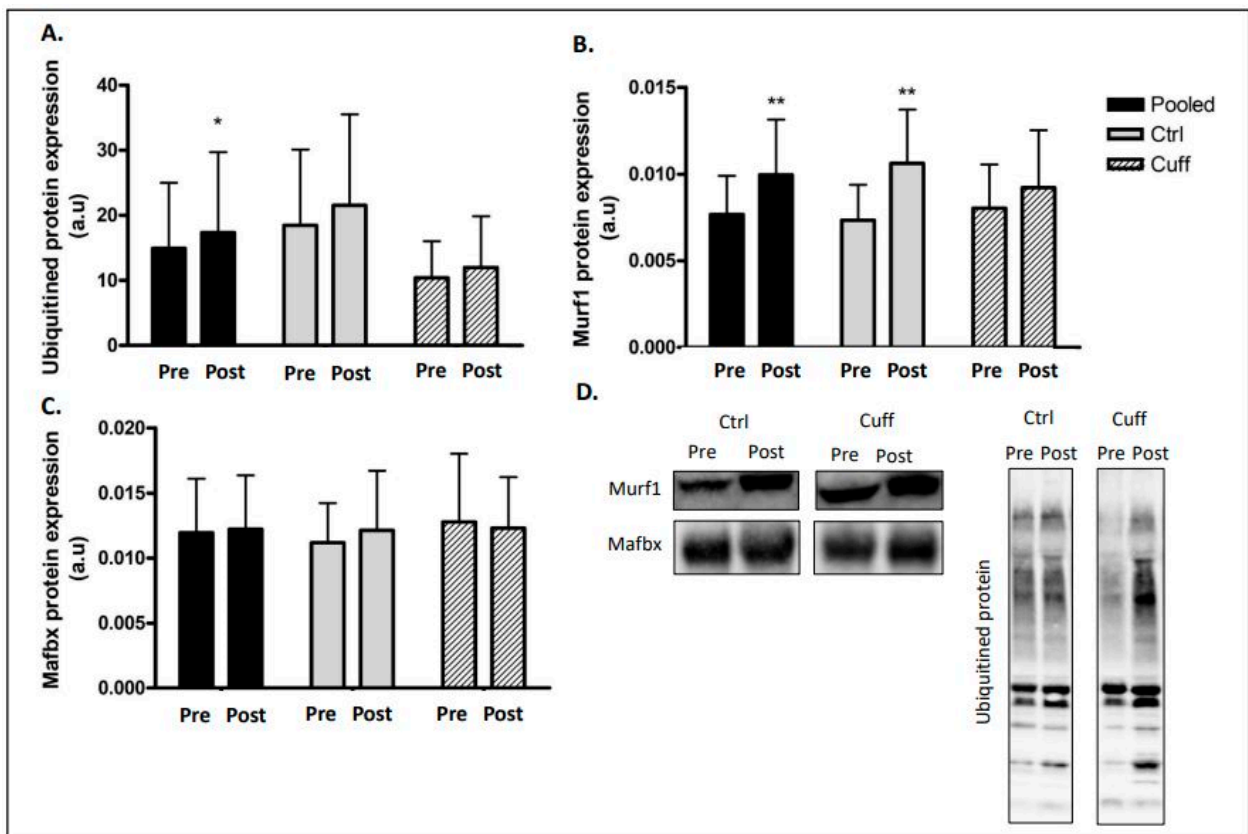 A.
Ubiquitined protein expression
(a.u)
40
30
20
10
0
*
Pre Post Pre Post Pre Post
B.
Murf1 protein expression
(a.u)
0.015
0.010
0.005
0.000
** **
Pre Post Pre Post Pre Post
Pooled
Ctrl
Cuff
C.
Mafbx protein expression
(a.u)
0.020
0.015
0.010
0.005
0.000
Pre Post Pre Post Pre Post
D.
Ctrl Cuff
Pre Post Pre Post
Murf1
Mafbx
Ctrl Cuff
Pre Post Pre Post
Ubiquitined protein